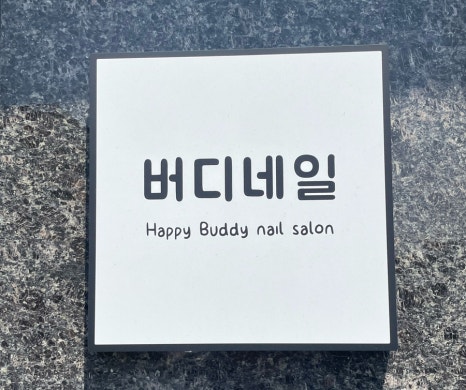 버디네일
Happy Buddy nail salon